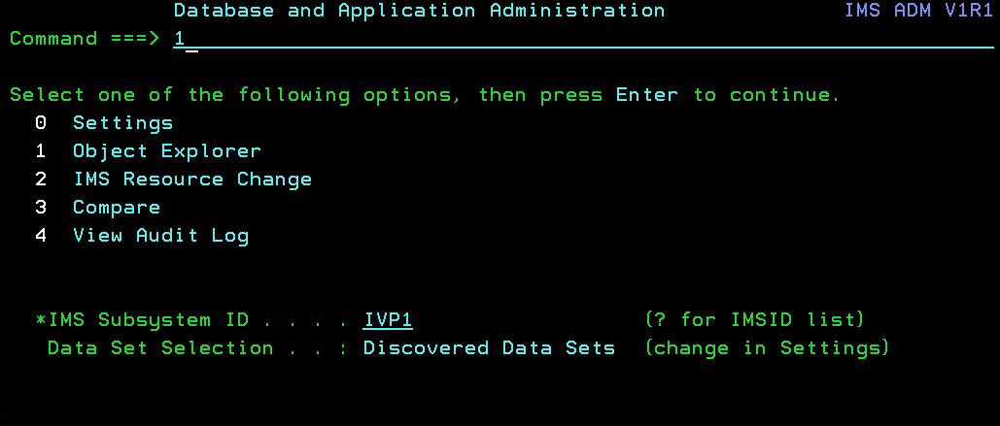 Database and Application Administration IMS ADM V1R1
Command ===> 1
Select one of the following options, then press Enter to continue.
0 Settings
1 Object Explorer
2 IMS Resource Change
3 Compare
4 View Audit Log
*IMS Subsystem ID . . . . IVP1 (? for IMSID list)
Data Set Selection . . : Discovered Data Sets (change in Settings)